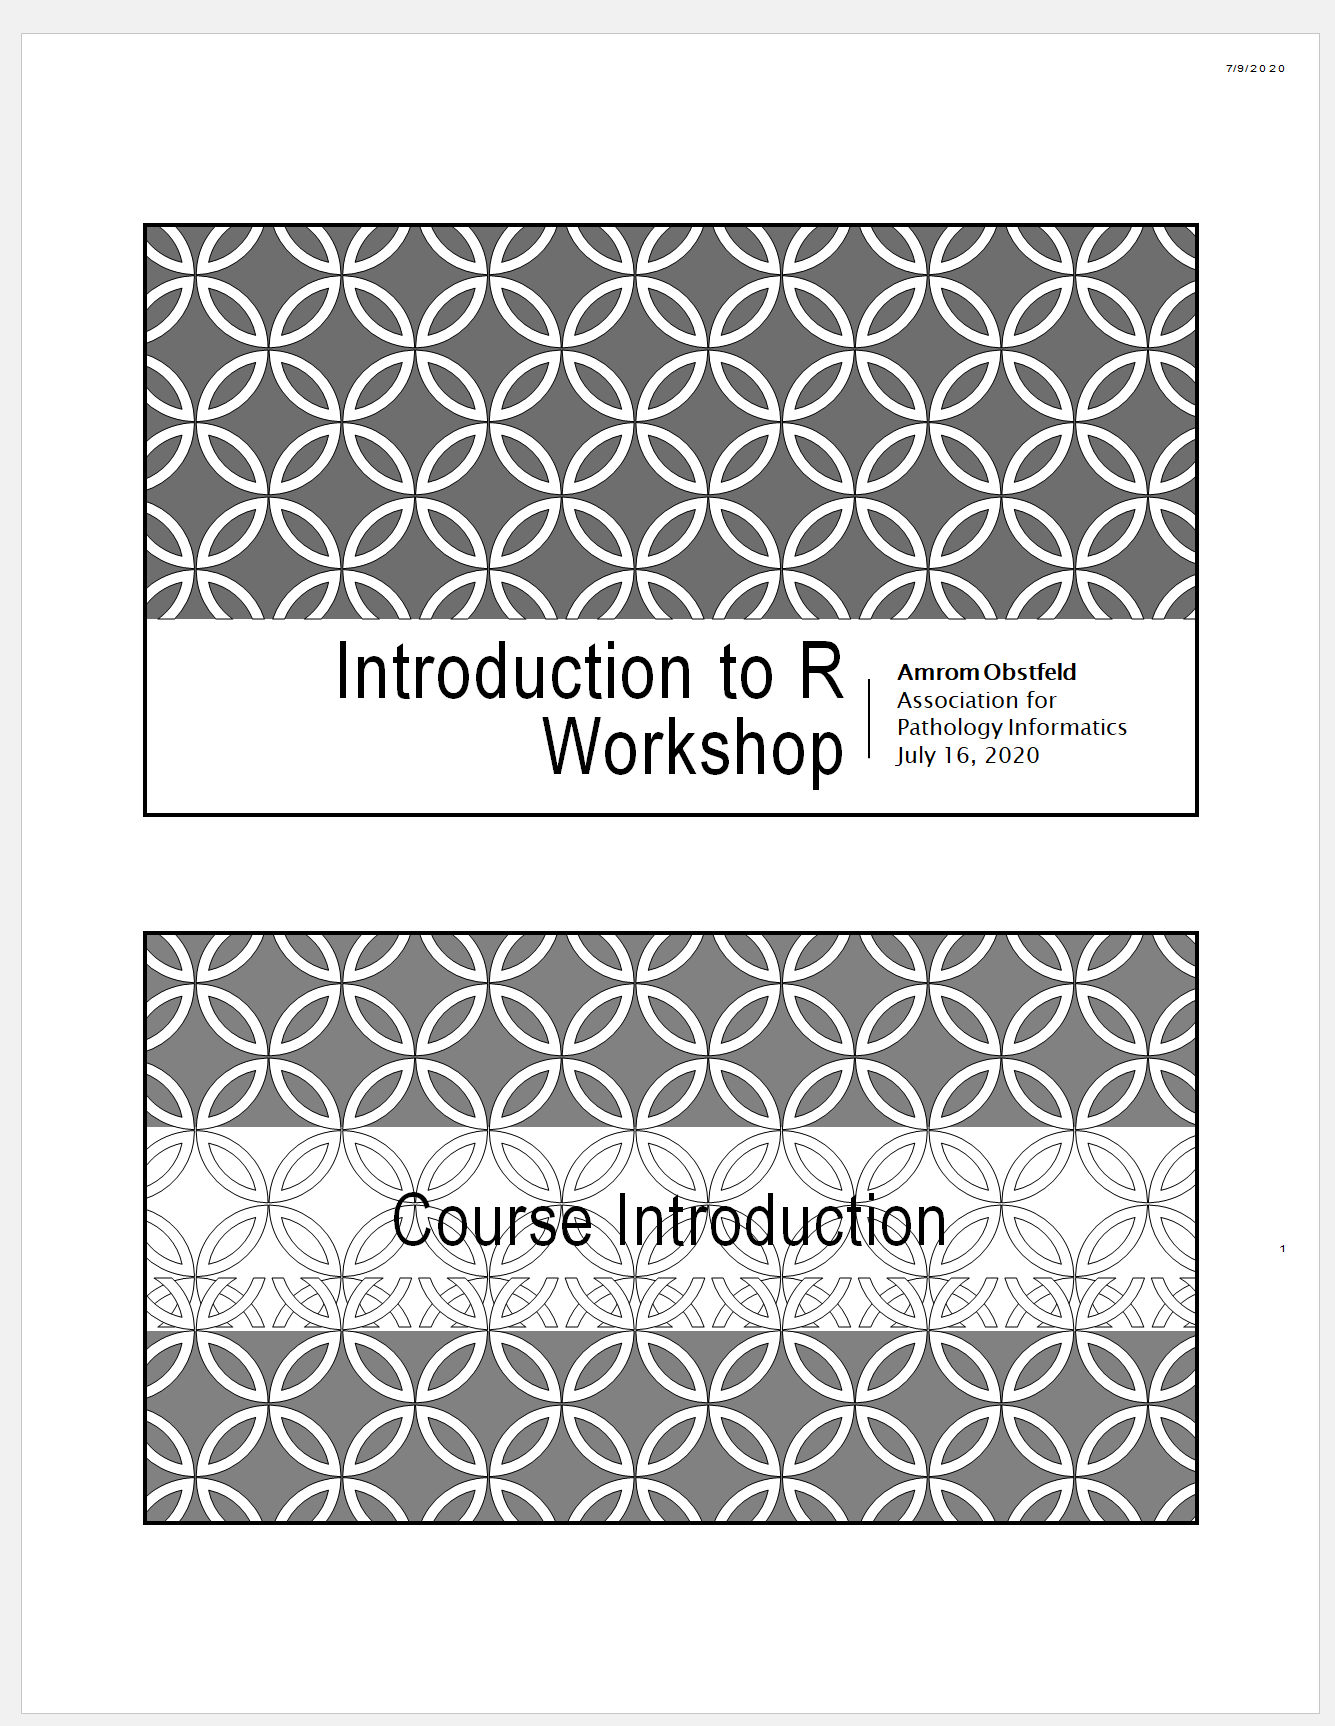 7/9/2020
Introduction to R
Workshop
Amrom Obstfeld
Association for
Pathology Informatics
July 16, 2020
Course Introduction
1